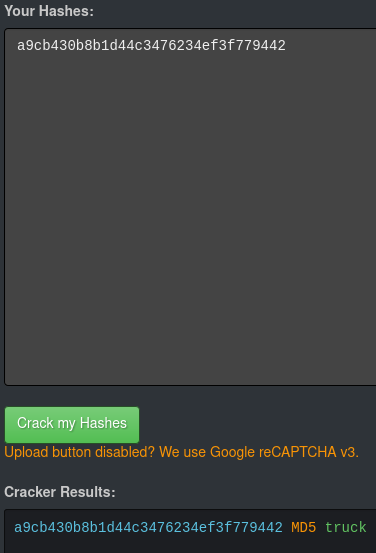 Your Hashes:
a9cb430b8b1d44c3476234ef3f779442
Crack my Hashes
Upload button disabled? We use Google reCAPTCHA v3.
Cracker Results:
a9cb430b8b1d44c3476234ef3f779442 MD5 truck